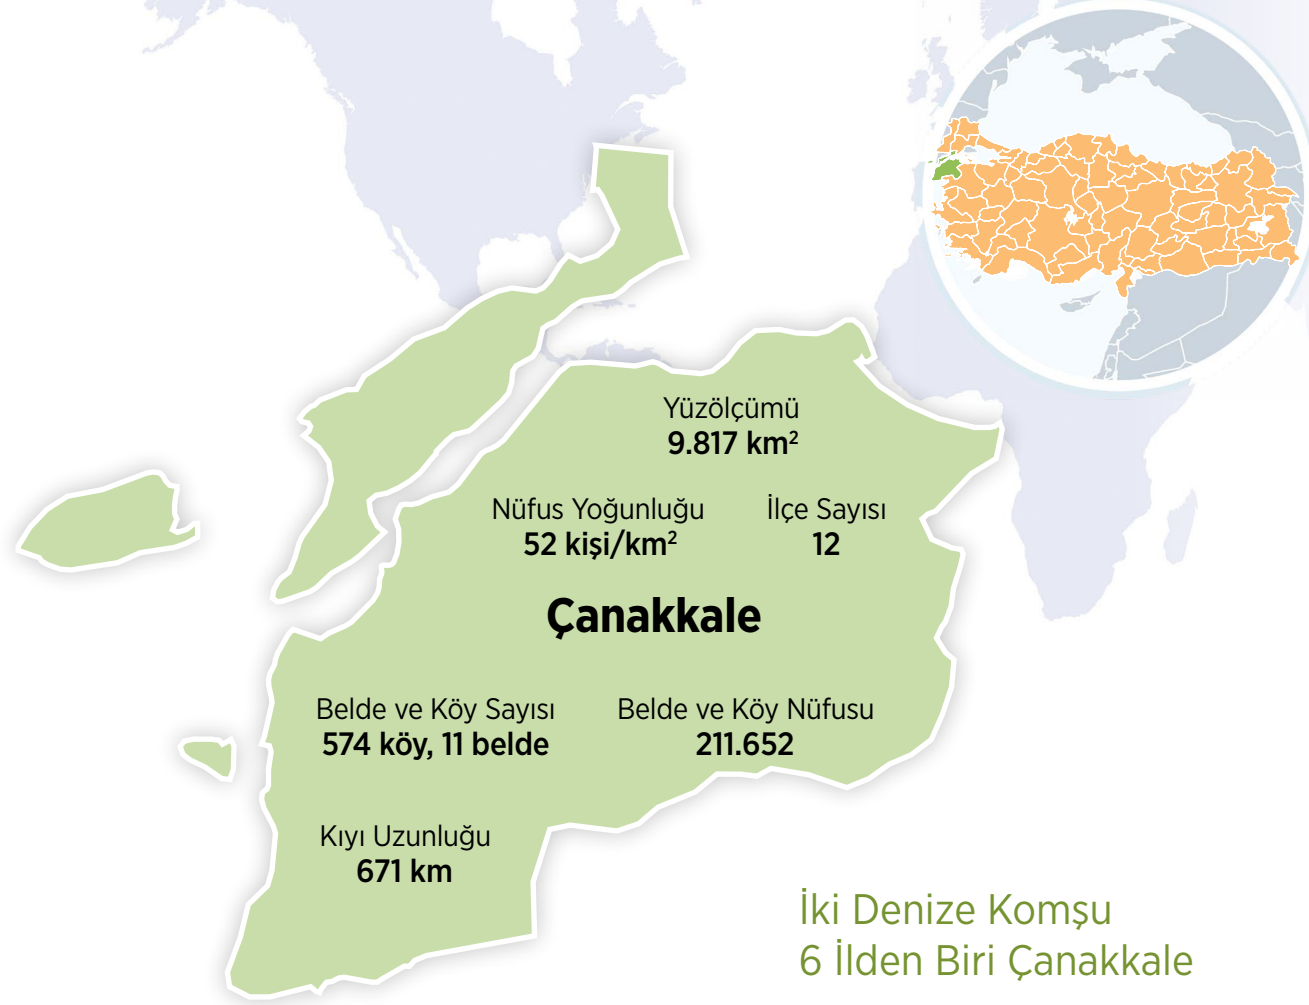 Yüzölçümü
9.817 km²
Nüfus Yoğunluğu
52 kişi/km²
İlçe Sayısı
12
Çanakkale
Belde ve Köy Sayısı
574 köy, 11 belde
Belde ve Köy Nüfusu
211.652
Kıyı Uzunluğu
671 km
İki Denize Komşu
6 İlden Biri Çanakkale